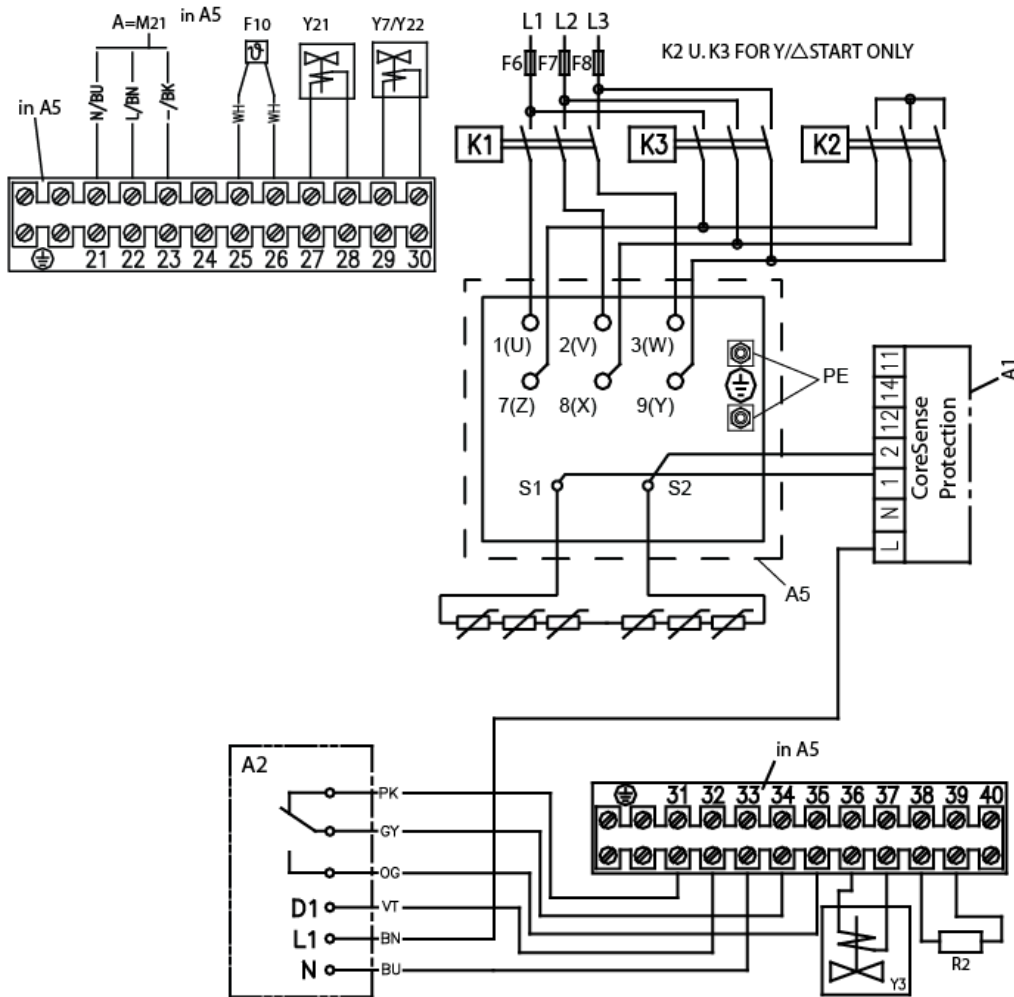 A=M21 in A5 F10 Y21 Y7/Y22
L1 L2 L3
F6 F7 F8
K2 U. K3 FOR Y/△START ONLY
in A5
N/BU L/BN -/BK WH WH
ϑ
K1 K3 K2
21 22 23 24 25 26 27 28 29 30
1(U) 2(V) 3(W)
7(Z) 8(X) 9(Y)
PE
S1 S2
A5
L N 1 2 12 14 11
CoreSense
Protection
A1
in A5
A2
31 32 33 34 35 36 37 38 39 40
PK
GY
OG
D1 VT
L1 BN
N BU
Y3
R2